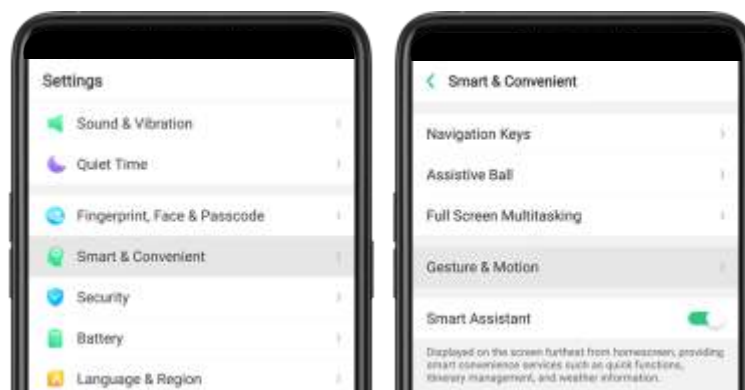 Settings
Sound & Vibration
Quiet Time
Fingerprint, Face & Passcode
Smart & Convenient
Security
Battery
Language & Region
Smart & Convenient
Navigation Keys
Assistive Ball
Full Screen Multitasking
Gesture & Motion
Smart Assistant
Displayed on the screen furthest from homescreen, providing
smart convenience services such as quick functions,
itinerary management, and weather information.